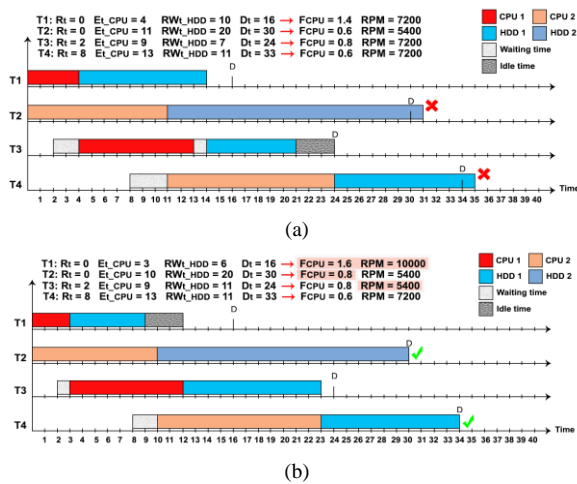 T1: Rt = 0 Et_CPU = 4 RWt_HDD = 10 Dt = 16 → FCPU = 1.4 RPM = 7200
T2: Rt = 0 Et_CPU = 11 RWt_HDD = 20 Dt = 30 → FCPU = 0.6 RPM = 5400
T3: Rt = 2 Et_CPU = 9 RWt_HDD = 7 Dt = 24 → FCPU = 0.8 RPM = 7200
T4: Rt = 8 Et_CPU = 13 RWt_HDD = 11 Dt = 33 → FCPU = 0.6 RPM = 7200
CPU 1 CPU 2
HDD 1 HDD 2
Waiting time
Idle time
T1 D
T2 D
T3 D
T4 D
Time
1 2 3 4 5 6 7 8 9 10 11 12 13 14 15 16 17 18 19 20 21 22 23 24 25 26 27 28 29 30 31 32 33 34 35 36 37 38 39 40
(a)
T1: Rt = 0 Et_CPU = 3 RWt_HDD = 6 Dt = 16 → FCPU = 1.6 RPM = 10000
T2: Rt = 0 Et_CPU = 10 RWt_HDD = 20 Dt = 30 → FCPU = 0.8 RPM = 5400
T3: Rt = 2 Et_CPU = 9 RWt_HDD = 11 Dt = 24 → FCPU = 0.8 RPM = 5400
T4: Rt = 8 Et_CPU = 13 RWt_HDD = 11 Dt = 33 → FCPU = 0.6 RPM = 7200
CPU 1 CPU 2
HDD 1 HDD 2
Waiting time
Idle time
T1 D
T2 D
T3 D
T4 D
Time
1 2 3 4 5 6 7 8 9 10 11 12 13 14 15 16 17 18 19 20 21 22 23 24 25 26 27 28 29 30 31 32 33 34 35 36 37 38 39 40
(b)